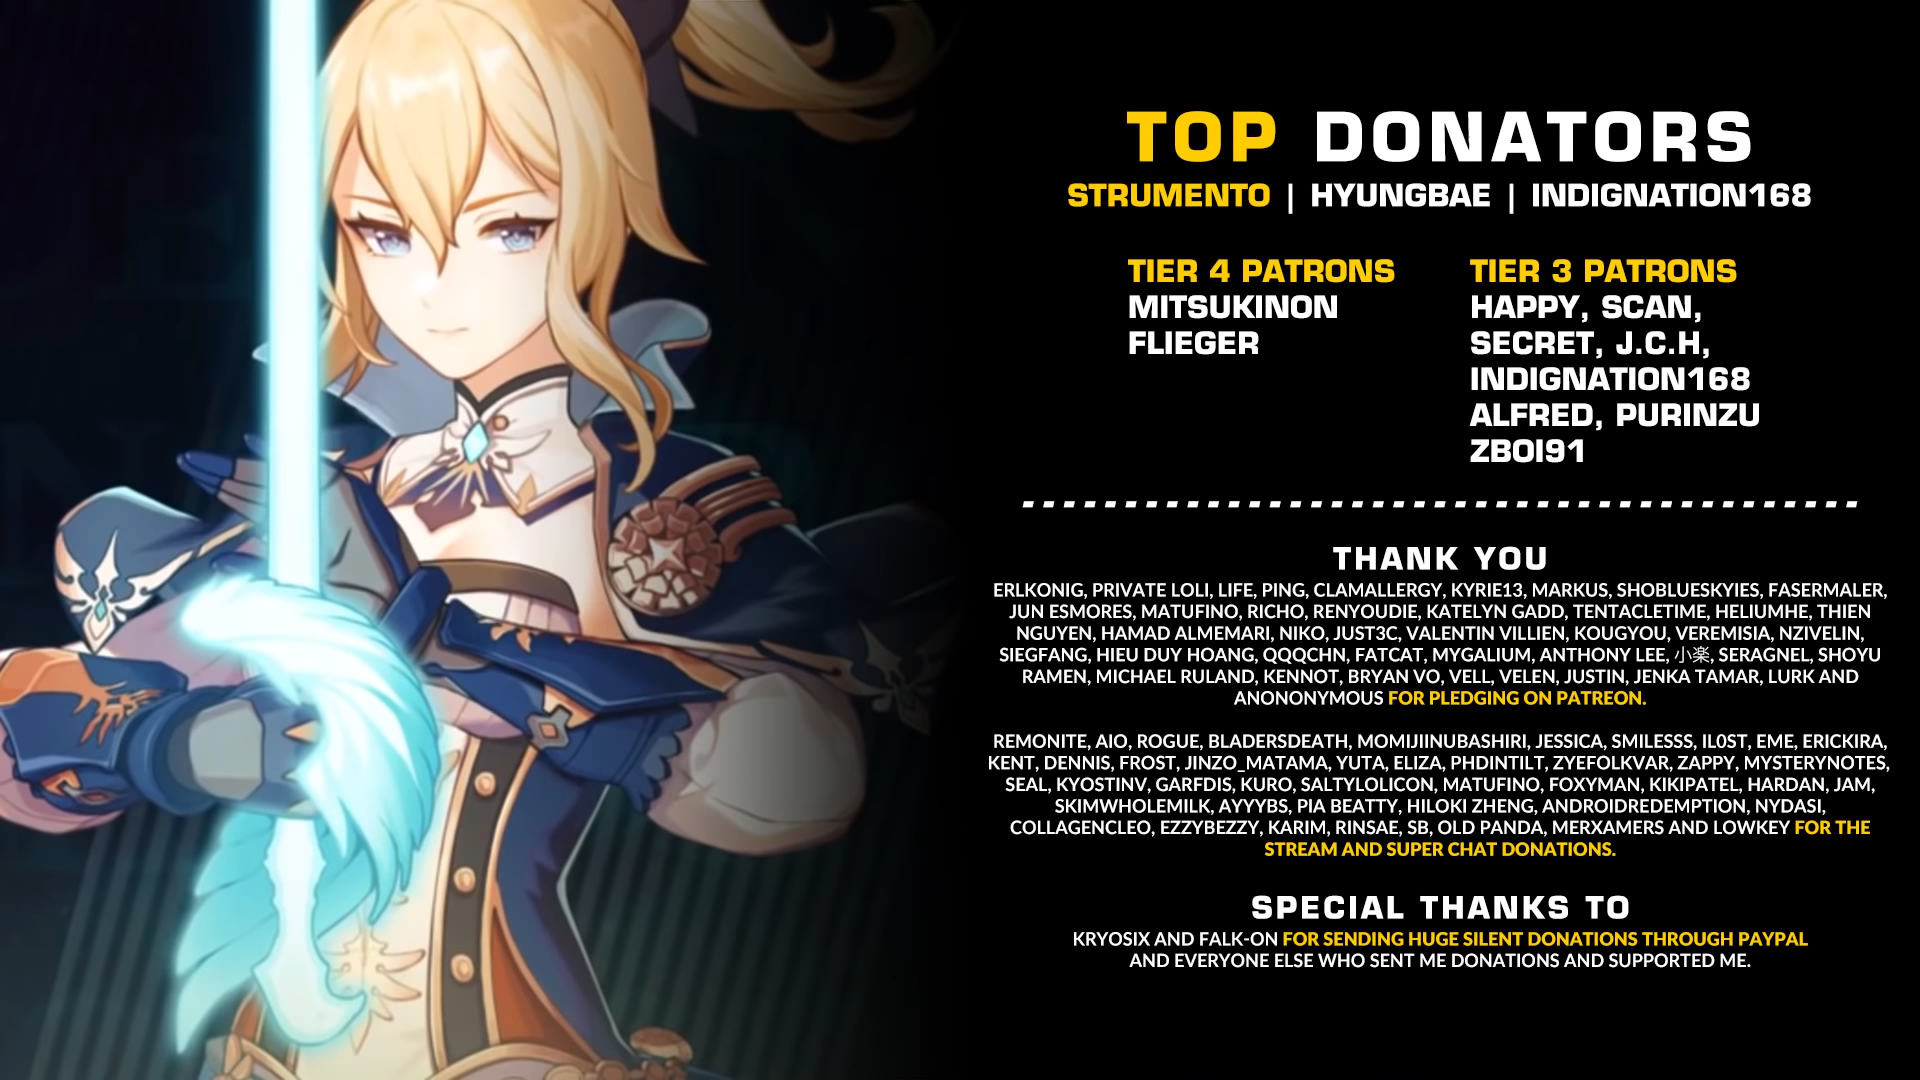 TOP DONATORS
STRUMENTO | HYUNGBAE | INDIGNATION168
TIER 4 PATRONS
MITSUKINON
FLIEGER
TIER 3 PATRONS
HAPPY, SCAN,
SECRET, J.C.H,
INDIGNATION168
ALFRED, PURINZU
ZBOI91
THANK YOU
ERLKONIG, PRIVATE LOLI, LIFE, PING, CLAMALLERGY, KYRIE13, MARKUS, SHOBLUESKYIES, FASERMALER,
JUN ESMORES, MATUFINO, RICHO, RENYOUDIE, KATELYN GADD, TENTACLETIME, HELIUMHE, THIEN
NGUYEN, HAMAD ALMEMARI, NIKO, JUST3C, VALENTIN VILLIEN, KOUGYOU, VEREMISIA, NZIVELIN,
SIEGFANG, HIEU DUY HOANG, QQQCHN, FATCAT, MYGALIUM, ANTHONY LEE, 小楽, SERAGNEL, SHOYU
RAMEN, MICHAEL RULAND, KENNOT, BRYAN VO, VELL, VELEN, JUSTIN, JENKA TAMAR, LURK AND
ANONONYMOUS FOR PLEDGING ON PATREON.
REMONITE, AIO, ROGUE, BLADERSDEATH, MOMIJIINUBASHIRI, JESSICA, SMILESSS, IL0ST, EME, ERICKIRA,
KENT, DENNIS, FROST, JINZO_MATAMA, YUTA, ELIZA, PHDINTILT, ZYEFOLKVAR, ZAPPY, MYSTERYNOTES,
SEAL, KYOSTINV, GARFDIS, KURO, SALTYLOLICON, MATUFINO, FOXYMAN, KIKIPATEL, HARDAN, JAM,
SKIMWHOLEMILK, AYYYBS, PIA BEATTY, HILOKI ZHENG, ANDROIDREDEMPTION, NYDASI,
COLLAGENCLEO, EZZYBEZZY, KARIM, RINSAE, SB, OLD PANDA, MERXAMERS AND LOWKEY FOR THE
STREAM AND SUPER CHAT DONATIONS.
SPECIAL THANKS TO
KRYOSIX AND FALK-ON FOR SENDING HUGE SILENT DONATIONS THROUGH PAYPAL
AND EVERYONE ELSE WHO SENT ME DONATIONS AND SUPPORTED ME.